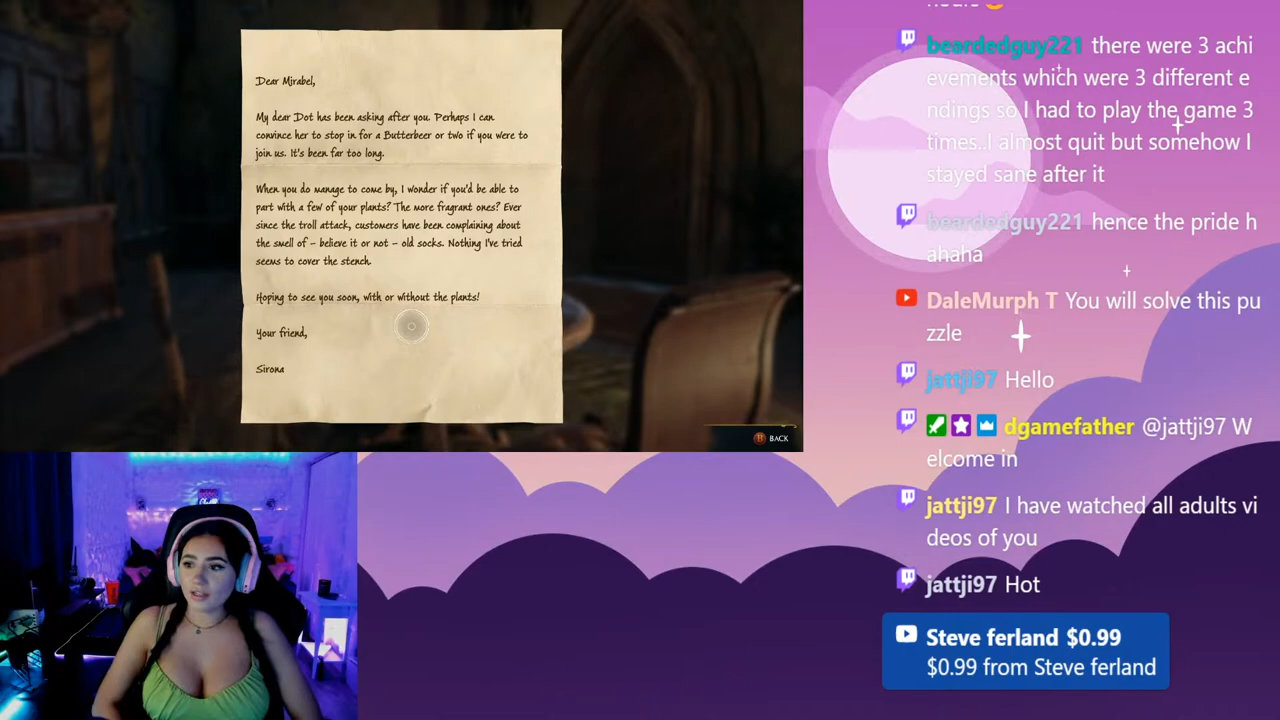 Dear Mirabel,
My dear Dot has been asking after you. Perhaps I can
convince her to stop in for a Butterbeer or two if you were to
join us. It's been far too long.
When you do manage to come by, I wonder if you'd be able to
part with a few of your plants? The more fragrant ones? Ever
since the troll attack, customers have been complaining about
the smell of – believe it or not – old socks. Nothing I've tried
seems to cover the stench.
Hoping to see you soon, with or without the plants!
Your friend,
Sirona
B BACK
beardedguy221 there were 3 achi
evements which were 3 different e
ndings so I had to play the game 3
times..I almost quit but somehow I
stayed sane after it
beardedguy221 hence the pride h
ahaha
DaleMurph T You will solve this pu
zzle
jattji97 Hello
dgamefather @jattji97 W
elcome in
jattji97 I have watched all adults vi
deos of you
jattji97 Hot
Steve ferland $0.99
$0.99 from Steve ferland